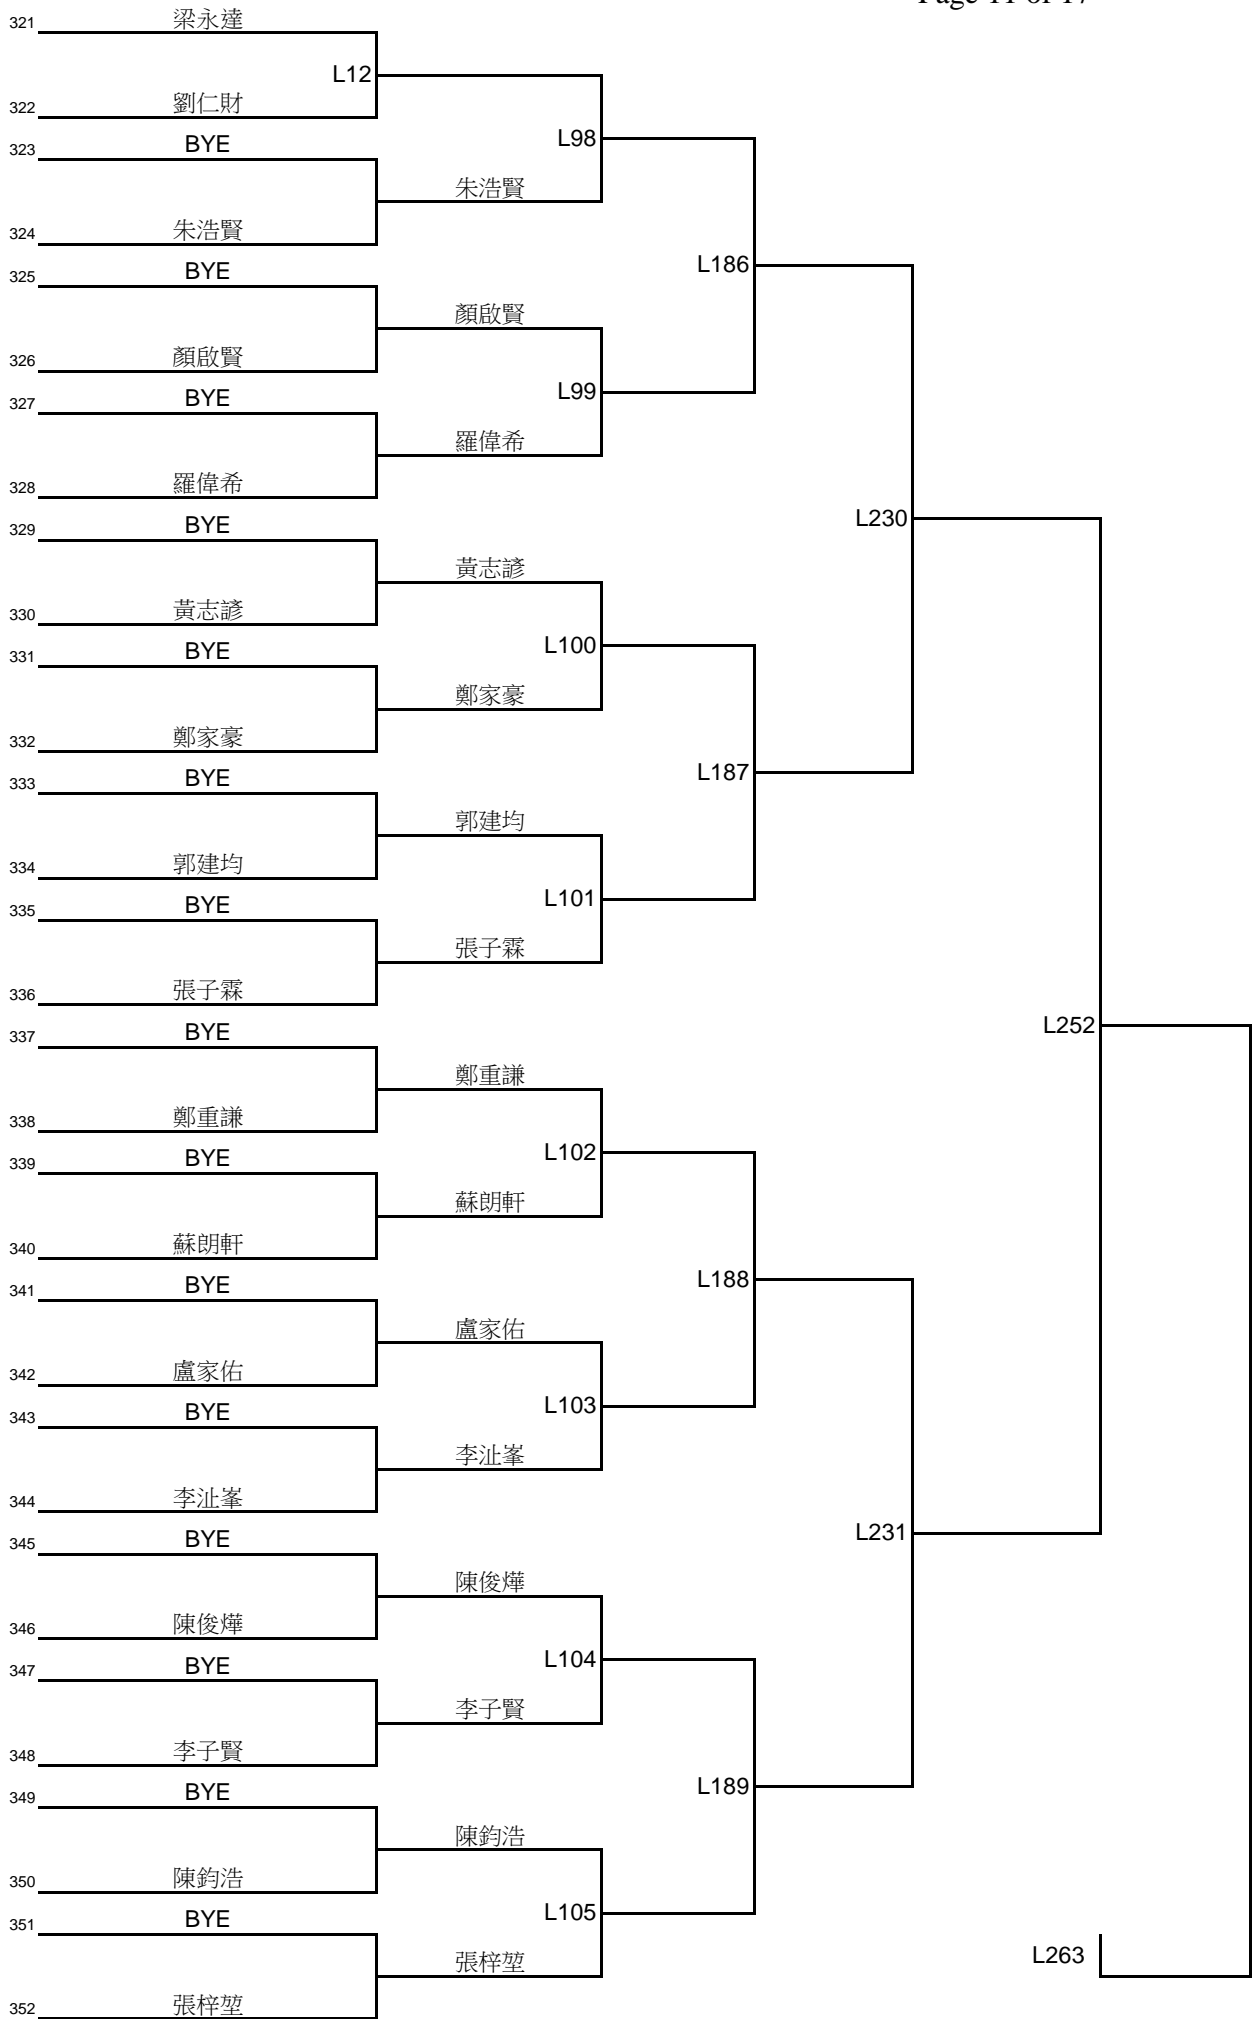 Page 11 of 17
321 梁永達
L12
322 劉仁財
323 BYE
L98
朱浩賢
324 朱浩賢
325 BYE
L186
顏啟賢
326 顏啟賢
327 BYE
L99
羅偉希
328 羅偉希
329 BYE
L230
黃志諺
330 黃志諺
331 BYE
L100
鄭家豪
332 鄭家豪
333 BYE
L187
郭建均
334 郭建均
335 BYE
L101
張子霖
336 張子霖
337 BYE
L252
鄭重謙
338 鄭重謙
339 BYE
L102
蘇朗軒
340 蘇朗軒
341 BYE
L188
盧家佑
342 盧家佑
343 BYE
L103
李沚峯
344 李沚峯
345 BYE
L231
陳俊燁
346 陳俊燁
347 BYE
L104
李子賢
348 李子賢
349 BYE
L189
陳鈞浩
350 陳鈞浩
351 BYE
L105
張梓堃
L263
352 張梓堃